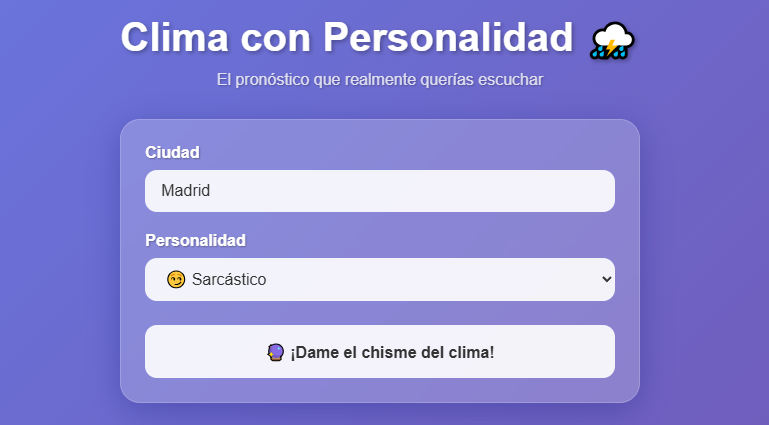 Clima con Personalidad ⛈️
El pronóstico que realmente querías escuchar
Ciudad
Madrid
Personalidad
😏 Sarcástico
🔮 ¡Dame el chisme del clima!